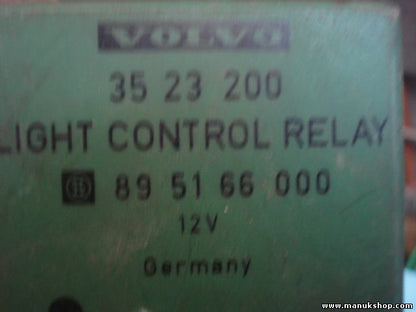 VOLVO
35 23 200
LIGHT CONTROL RELAY
89 51 66 000
12V
Germany
www.manukshop.com